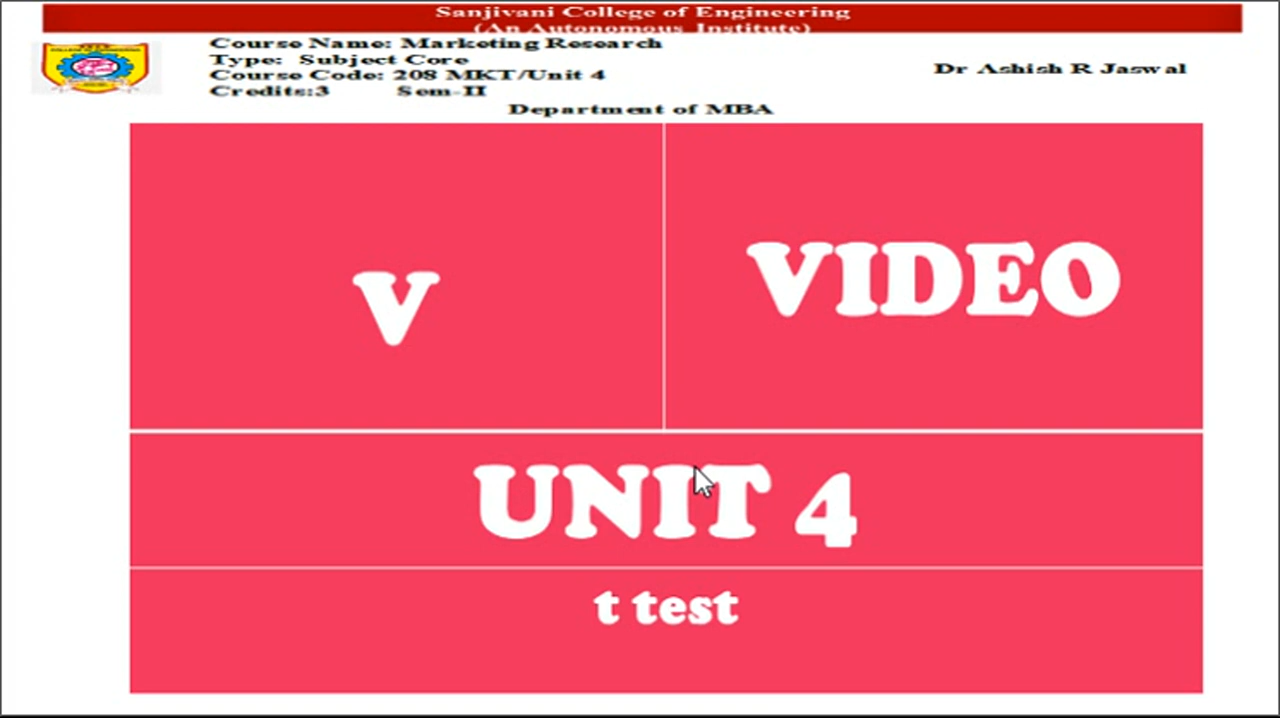 Sanjivani College of Engineering
(An Autonomous Institute)
Course Name: Marketing Research
Type: Subject Core
Course Code: 208 MKT/Unit 4
Credits:3 Sem-II
Dr Ashish R Jaswal
Department of MBA
V
VIDEO
UNIT 4
t test